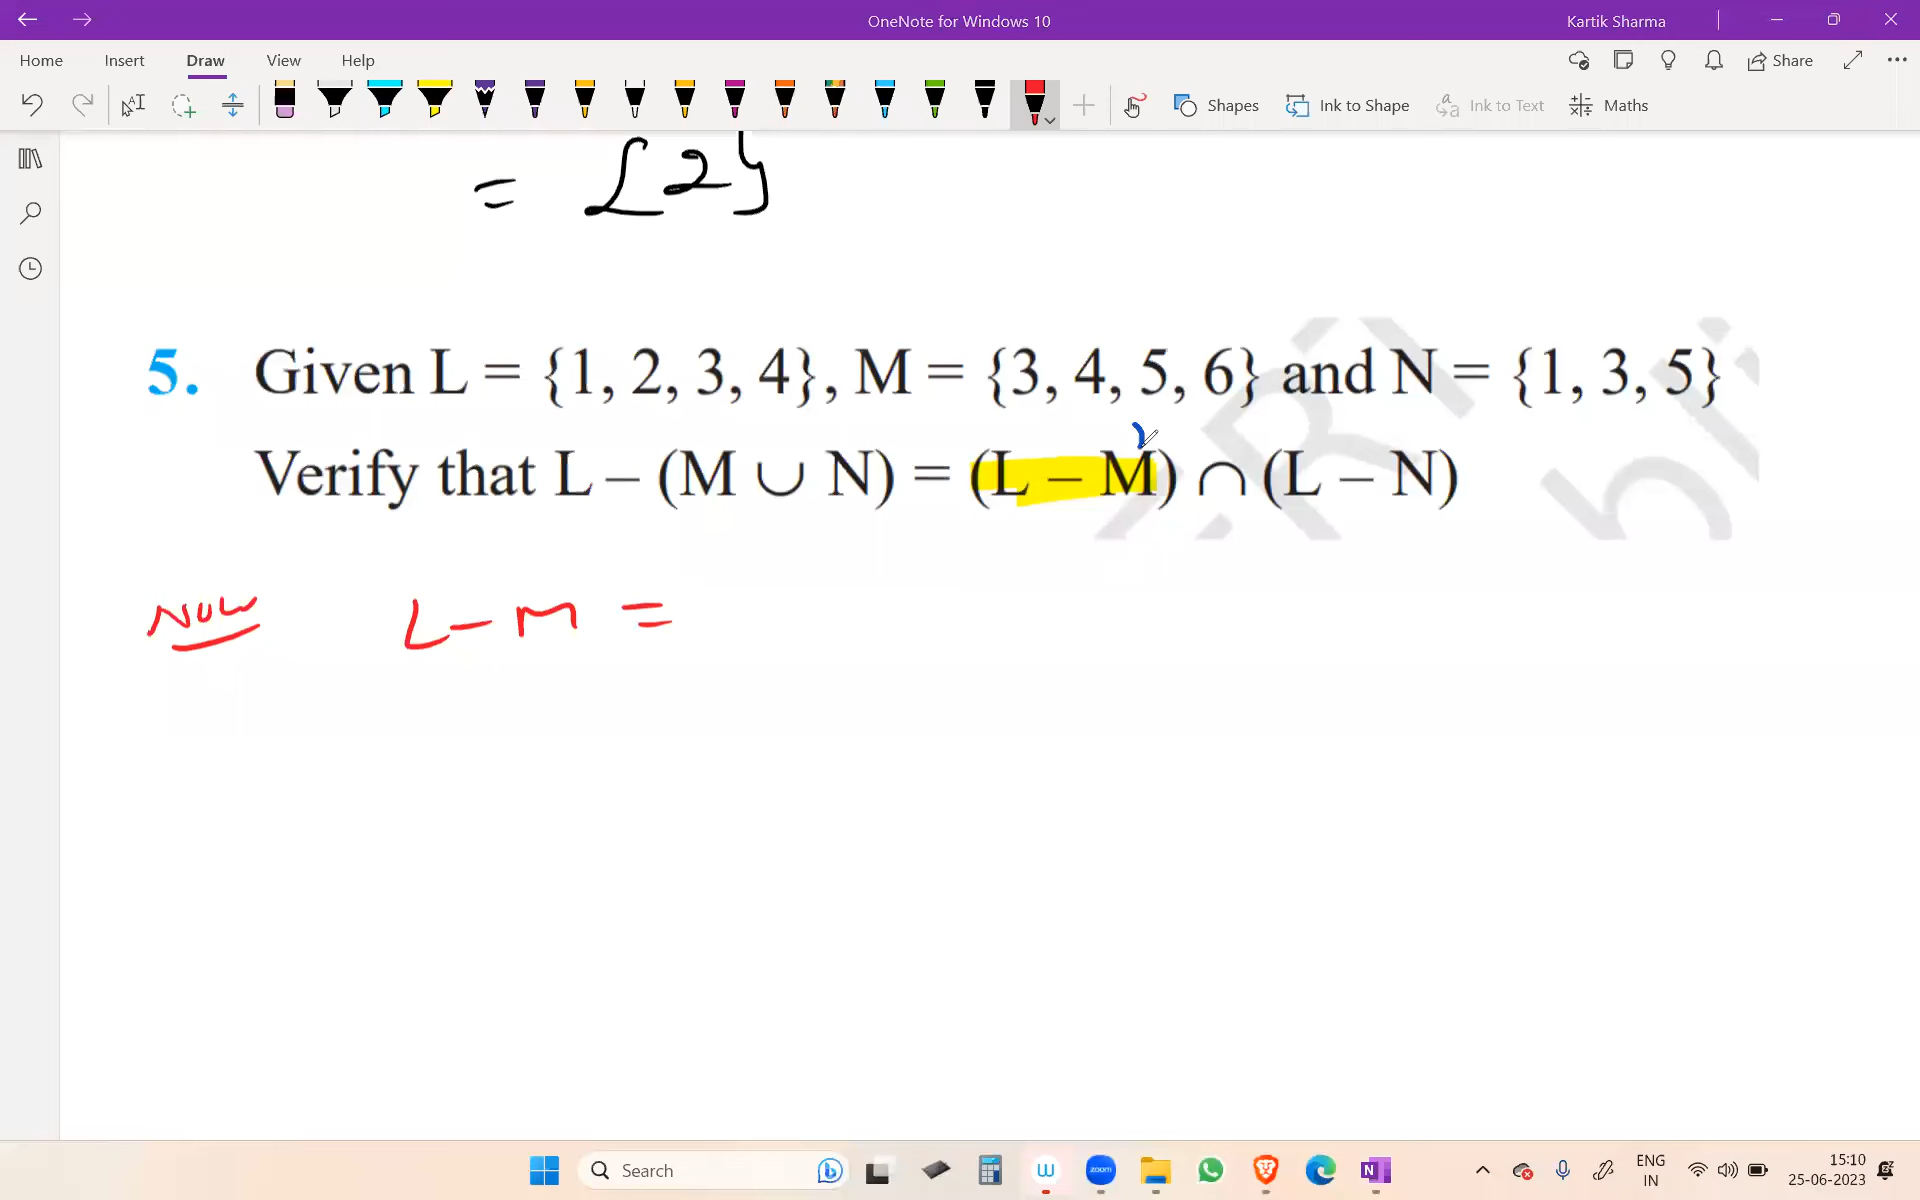 OneNote for Windows 10
Kartik Sharma
Home Insert Draw View Help
Share
Shapes Ink to Shape Ink to Text Maths
= {2}
5. Given L = {1, 2, 3, 4}, M = {3, 4, 5, 6} and N = {1, 3, 5}
Verify that L – (M ∪ N) = (L – M) ∩ (L – N)
Now L – M =
Search
zoom
ENG
IN
15:10
25-06-2023